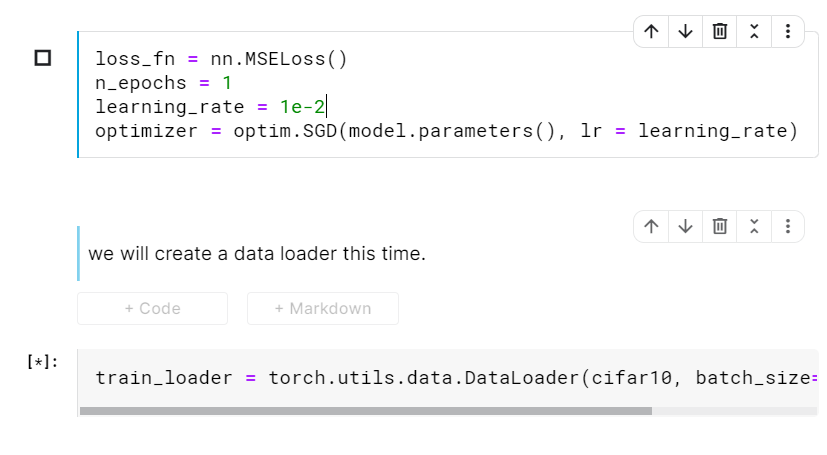 loss_fn = nn.MSELoss()
n_epochs = 1
learning_rate = 1e-2
optimizer = optim.SGD(model.parameters(), lr = learning_rate)
we will create a data loader this time.
+ Code + Markdown
[*]:
train_loader = torch.utils.data.DataLoader(cifar10, batch_size=